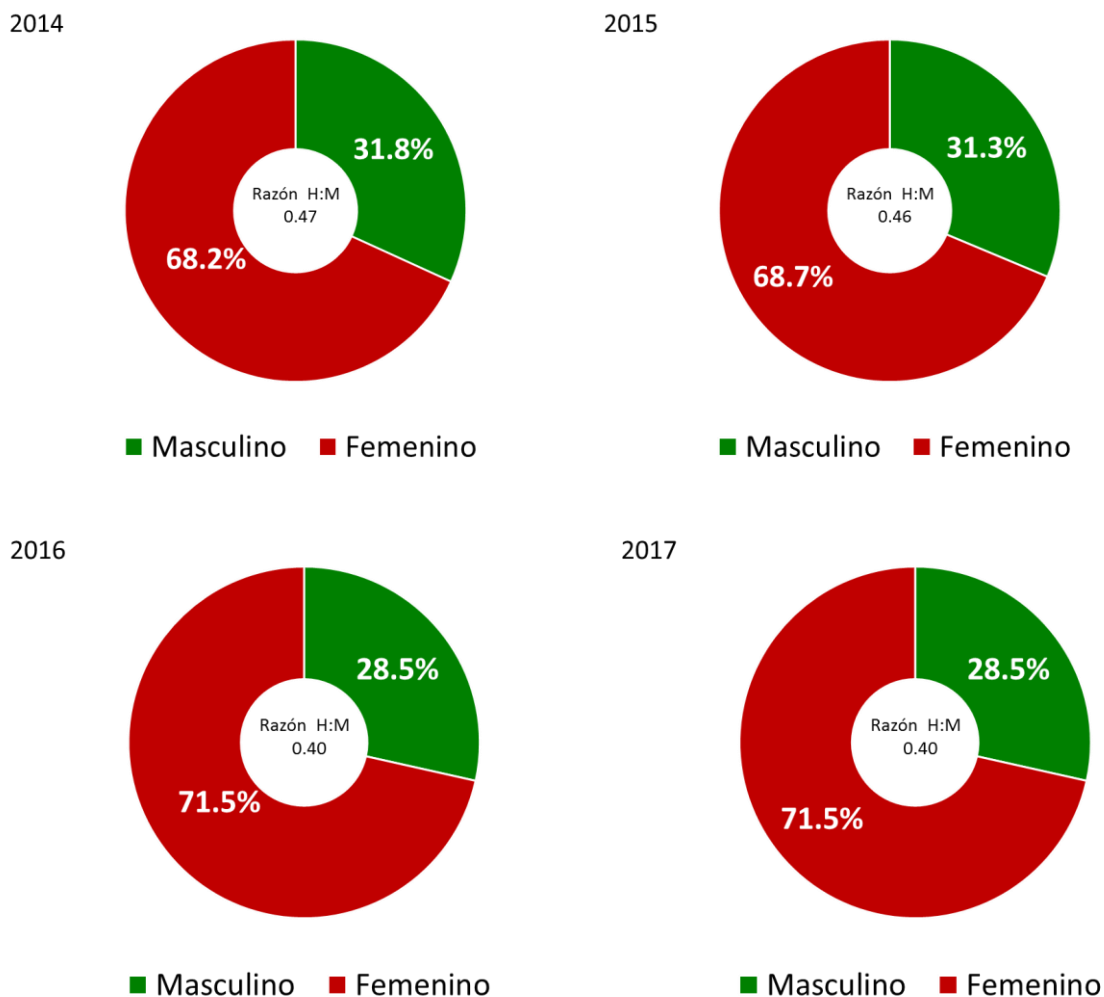 2014
31.8%
Razón H:M
0.47
68.2%
Masculino Femenino
2015
31.3%
Razón H:M
0.46
68.7%
Masculino Femenino
2016
28.5%
Razón H:M
0.40
71.5%
Masculino Femenino
2017
28.5%
Razón H:M
0.40
71.5%
Masculino Femenino